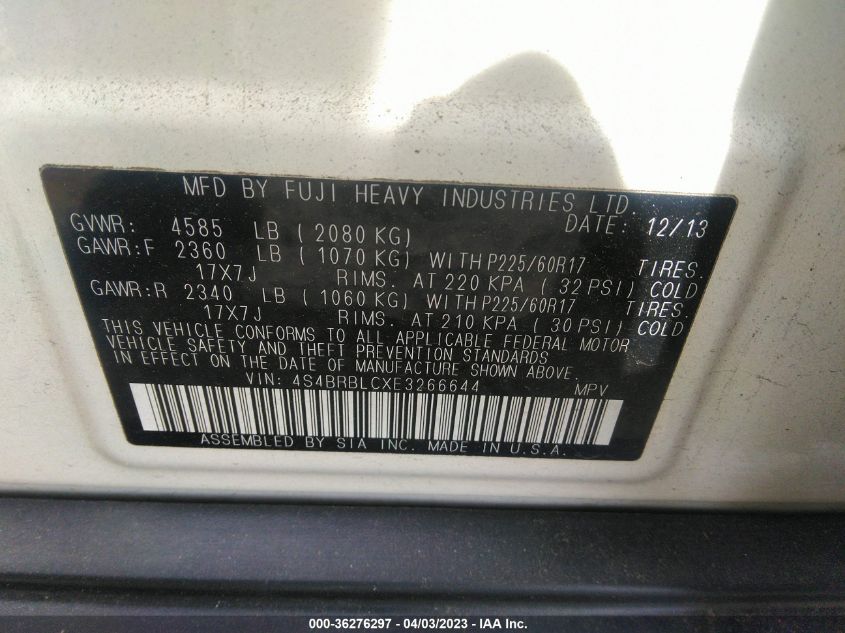 MFD BY FUJI HEAVY INDUSTRIES LTD.
GVWR: 4585 LB ( 2080 KG) DATE: 12/13
GAWR:F 2360 LB ( 1070 KG) WITH P225/60R17 TIRES.
17X7J RIMS. AT 220 KPA ( 32 PSI) COLD
GAWR:R 2340 LB ( 1060 KG) WITH P225/60R17 TIRES.
17X7J RIMS. AT 210 KPA ( 30 PSI) COLD
THIS VEHICLE CONFORMS TO ALL APPLICABLE FEDERAL MOTOR
VEHICLE SAFETY AND THEFT PREVENTION STANDARDS
IN EFFECT ON THE DATE OF MANUFACTURE SHOWN ABOVE.
VIN: 4S4BRBLCXE3266644 MPV
ASSEMBLED BY SIA INC. MADE IN U.S.A.
000-36276297 - 04/03/2023 - IAA Inc.